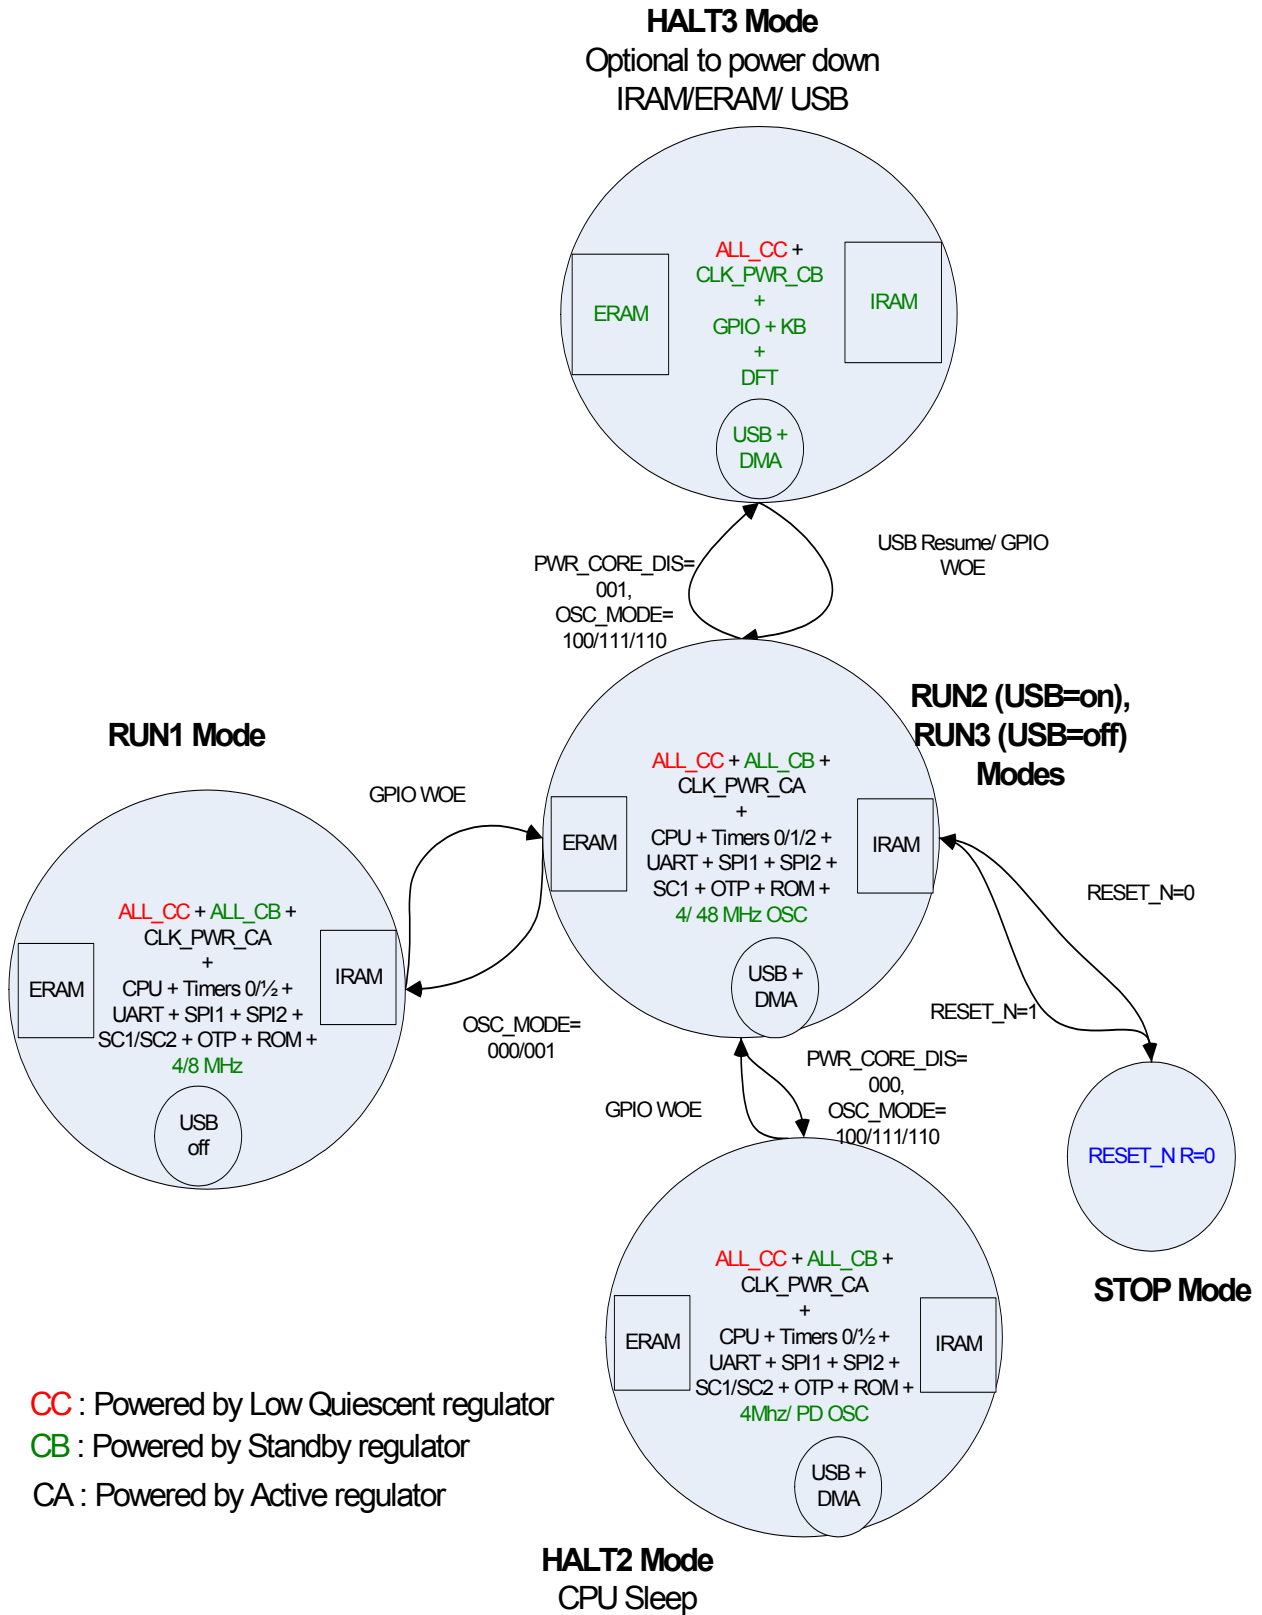 HALT3 Mode
Optional to power down
IRAM/ERAM/ USB
ALL_CC +
CLK_PWR_CB
+
GPIO + KB
+
DFT
ERAM
IRAM
USB +
DMA
PWR_CORE_DIS=
001,
OSC_MODE=
100/111/110
USB Resume/ GPIO
WOE
RUN2 (USB=on),
RUN3 (USB=off)
Modes
ALL_CC + ALL_CB +
CLK_PWR_CA
+
CPU + Timers 0/1/2 +
UART + SPI1 + SPI2 +
SC1 + OTP + ROM +
4/ 48 MHz OSC
ERAM
IRAM
USB +
DMA
RUN1 Mode
GPIO WOE
ALL_CC + ALL_CB +
CLK_PWR_CA
+
CPU + Timers 0/½ +
UART + SPI1 + SPI2 +
SC1/SC2 + OTP + ROM +
4/8 MHz
ERAM
IRAM
USB
off
OSC_MODE=
000/001
RESET_N=0
RESET_N=1
RESET_N R=0
STOP Mode
GPIO WOE
PWR_CORE_DIS=
000,
OSC_MODE=
100/111/110
ALL_CC + ALL_CB +
CLK_PWR_CA
+
CPU + Timers 0/½ +
UART + SPI1 + SPI2 +
SC1/SC2 + OTP + ROM +
4Mhz/ PD OSC
ERAM
IRAM
USB +
DMA
CC : Powered by Low Quiescent regulator
CB : Powered by Standby regulator
CA : Powered by Active regulator
HALT2 Mode
CPU Sleep